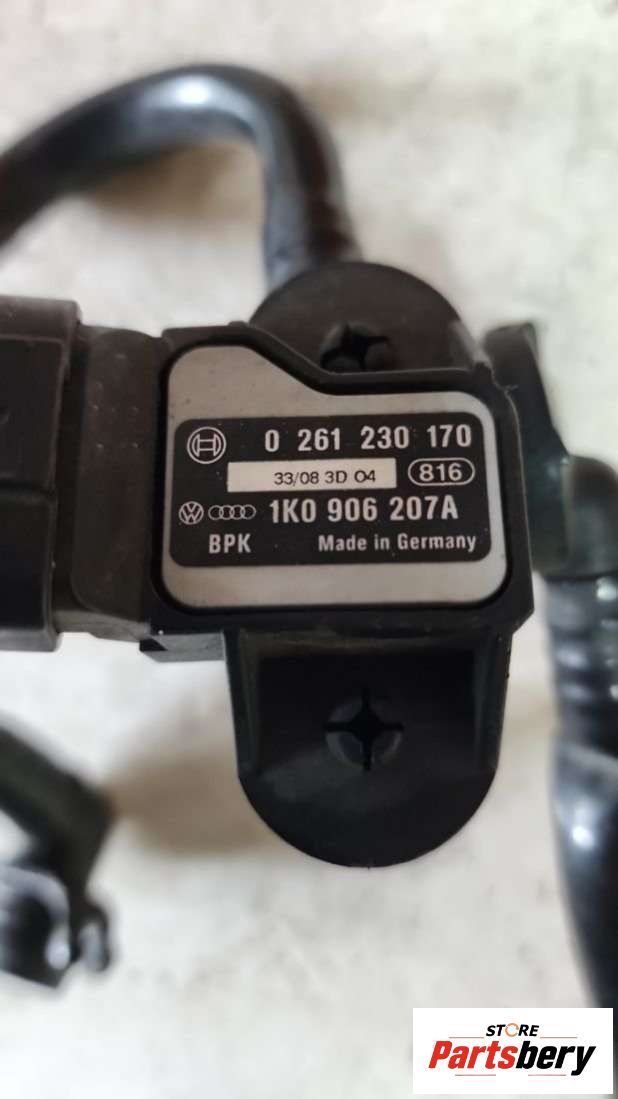 0 261 230 170
33/08 3D 04 816
1K0 906 207A
BPK Made in Germany
STORE
Partsbery